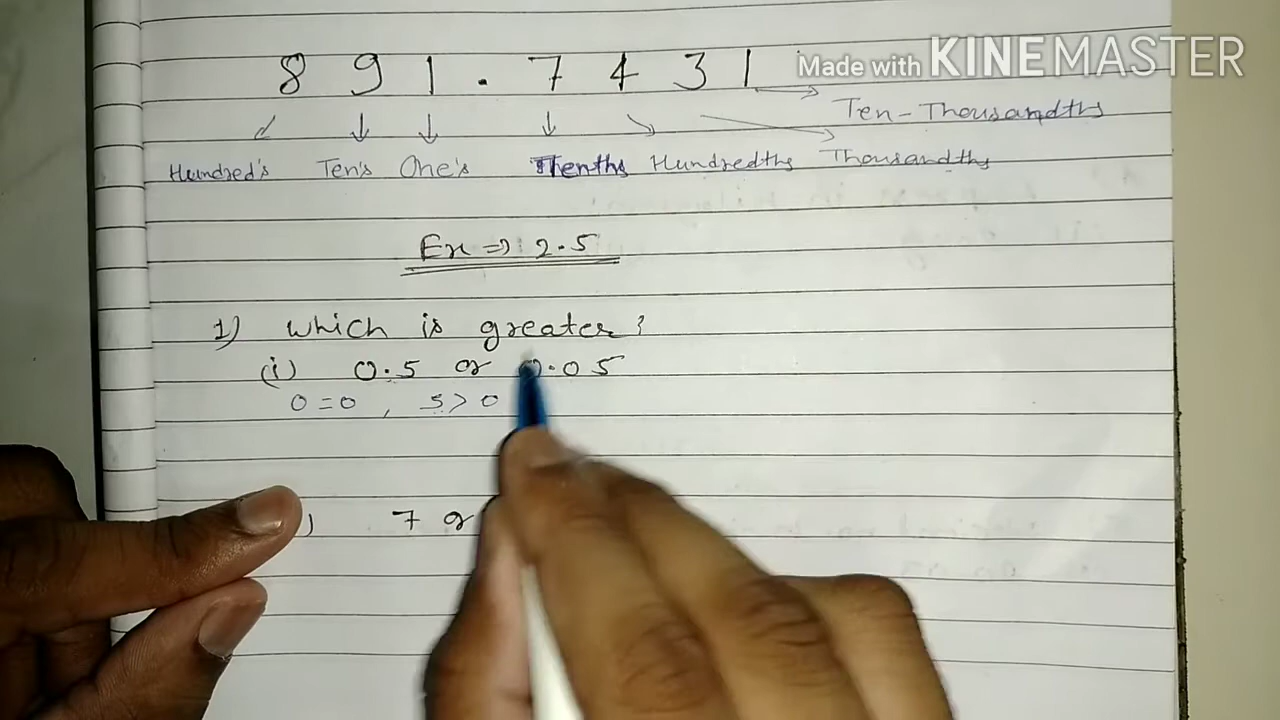 Made with KINEMASTER
8 9 1 . 7 4 3 1
Ten-Thousandths
Hundred's Ten's One's Tenths Hundredths Thousandths
Ex => 2.5
1) which is greater?
(i) 0.5 or 0.05
0 = 0 , 5 > 0
) 7 or